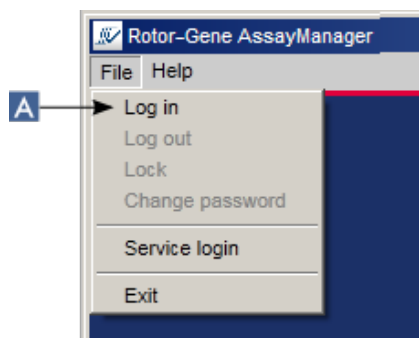 Rotor-Gene AssayManager
File Help
A
Log in
Log out
Lock
Change password
Service login
Exit